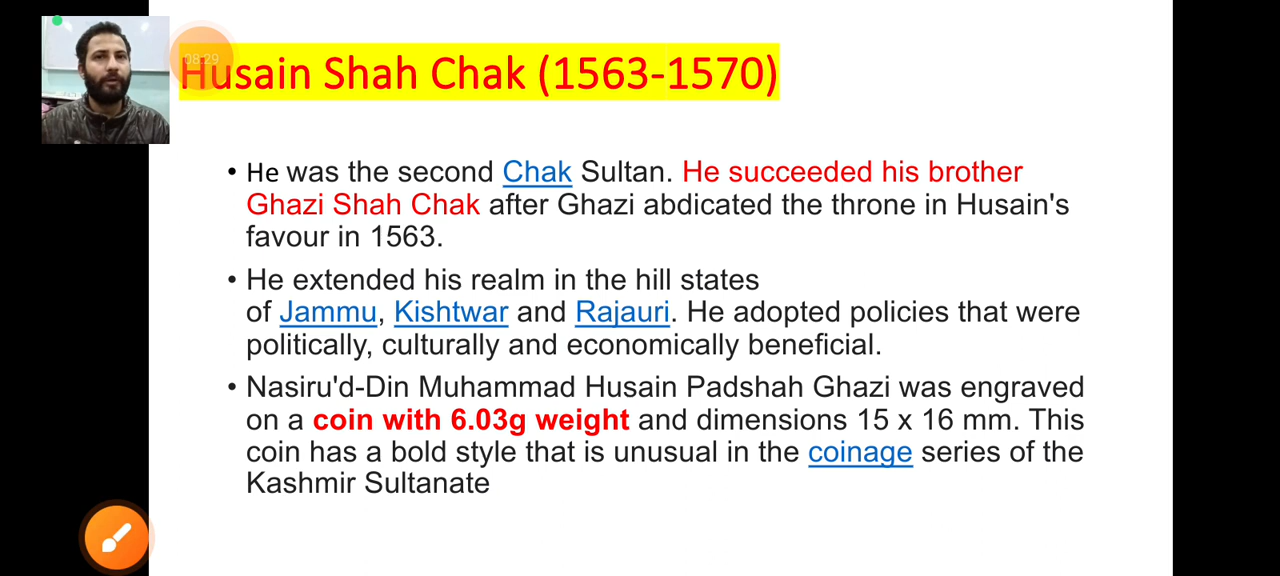 08:29
Husain Shah Chak (1563-1570)
• He was the second Chak Sultan. He succeeded his brother
Ghazi Shah Chak after Ghazi abdicated the throne in Husain's
favour in 1563.
• He extended his realm in the hill states
of Jammu, Kishtwar and Rajauri. He adopted policies that were
politically, culturally and economically beneficial.
• Nasiru'd-Din Muhammad Husain Padshah Ghazi was engraved
on a coin with 6.03g weight and dimensions 15 x 16 mm. This
coin has a bold style that is unusual in the coinage series of the
Kashmir Sultanate